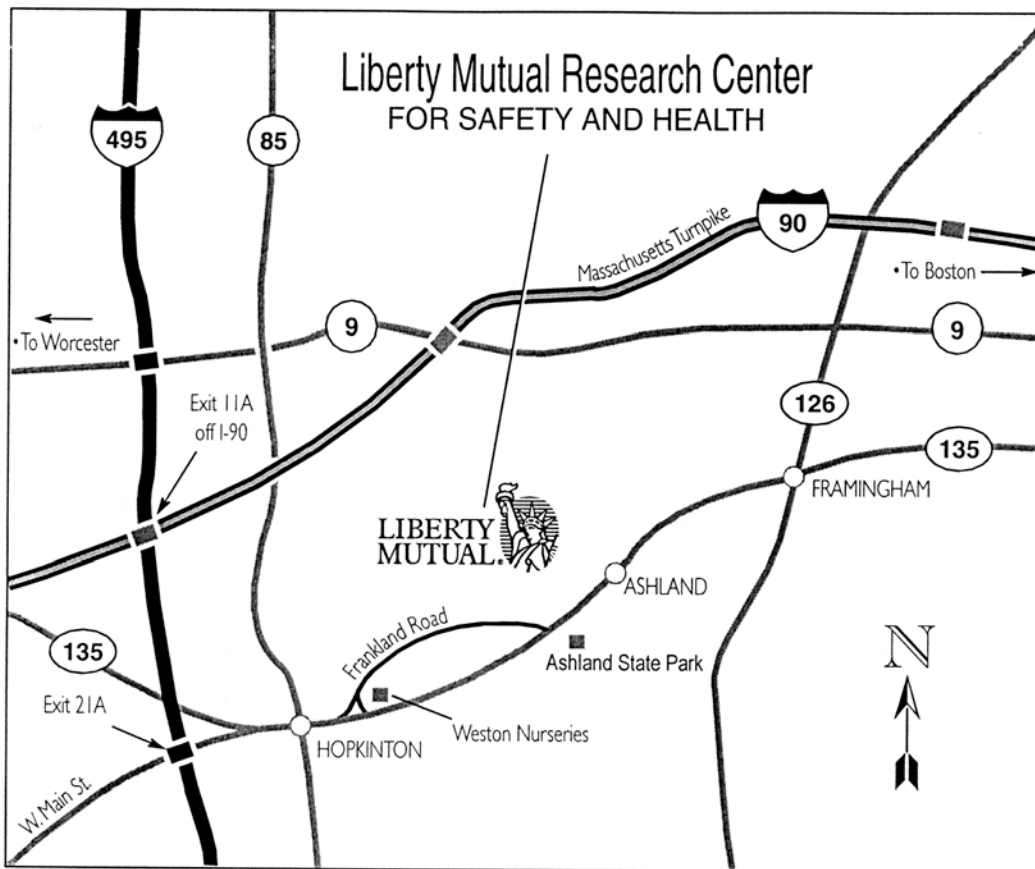 Liberty Mutual Research Center
FOR SAFETY AND HEALTH
495
85
90
Massachusetts Turnpike
•To Boston
9
9
•To Worcester
Exit 11A
off I-90
126
135
FRAMINGHAM
LIBERTY
MUTUAL®
ASHLAND
Frankland Road
135
Ashland State Park
N
Exit 21A
Weston Nurseries
HOPKINTON
W. Main St.